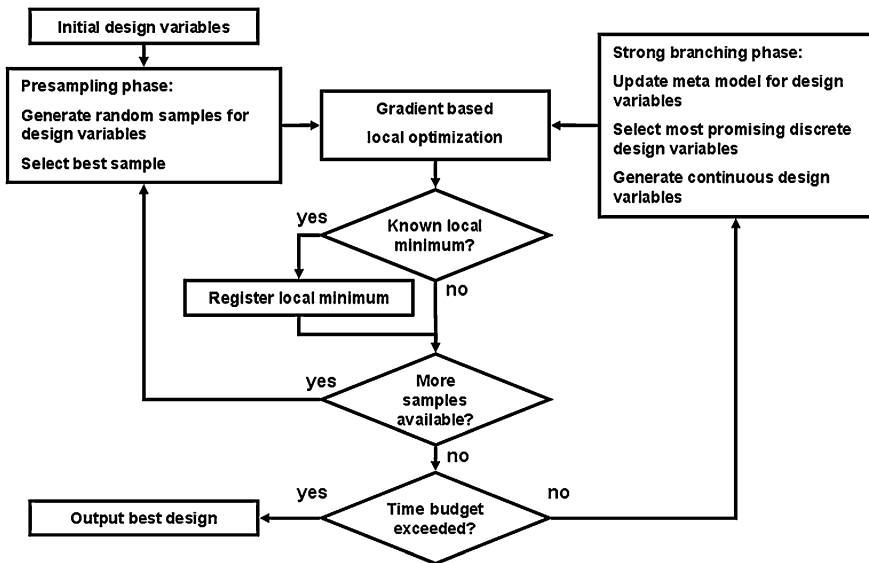 Initial design variables
Presampling phase:
Generate random samples for
design variables
Select best sample
Gradient based
local optimization
Strong branching phase:
Update meta model for design
variables
Select most promising discrete
design variables
Generate continuous design
variables
yes
Known local
minimum?
Register local minimum
no
yes
More
samples
available?
no
yes
no
Output best design
Time budget
exceeded?